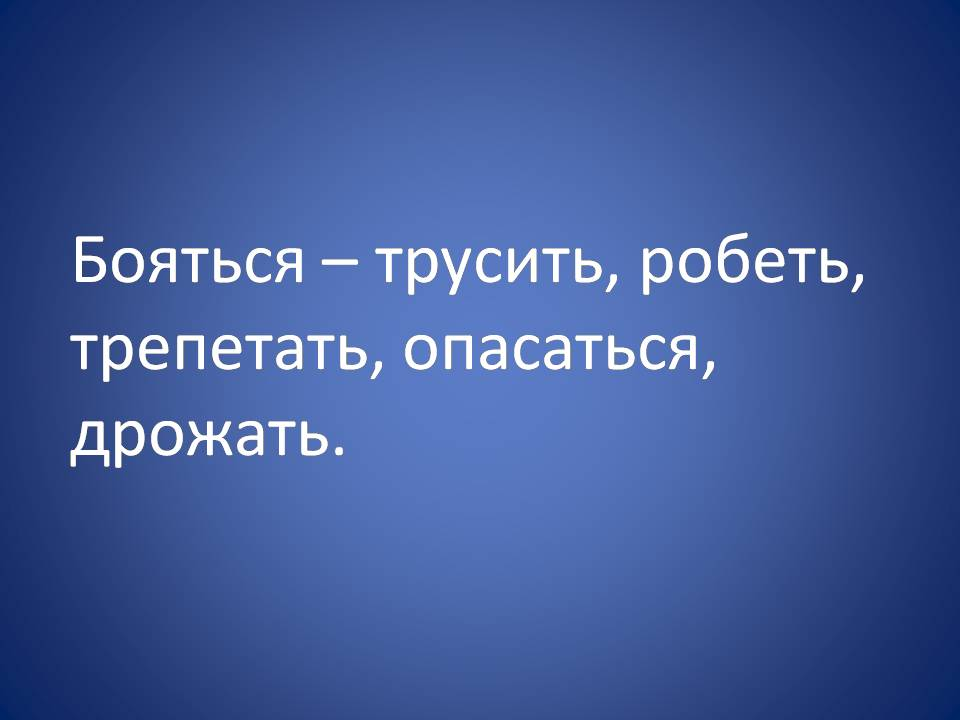 Бояться – трусить, робеть,
трепетать, опасаться,
дрожать.